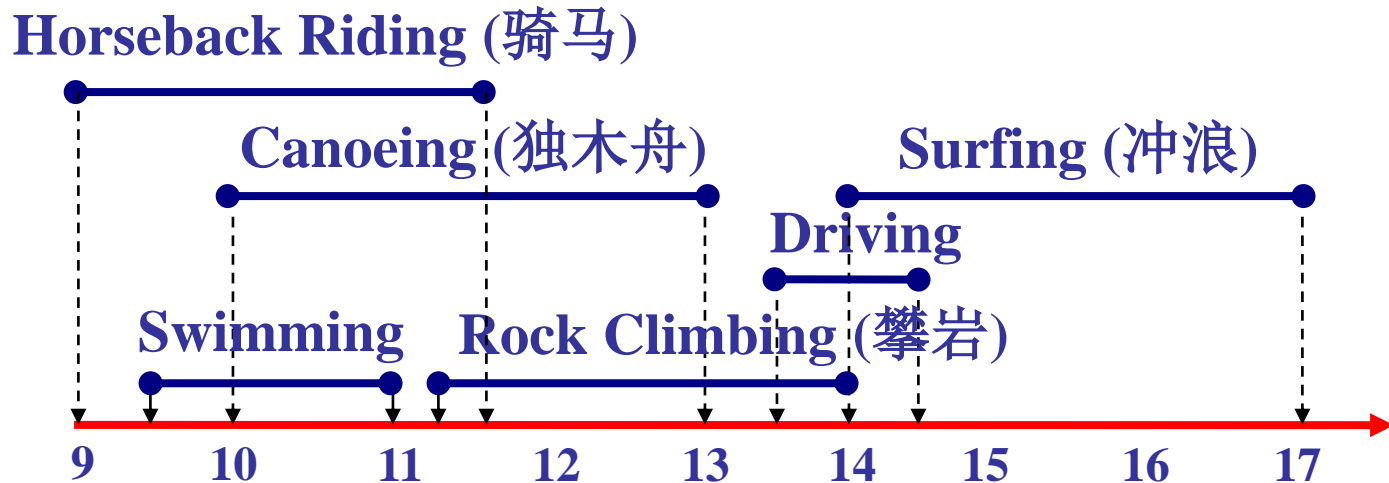 Horseback Riding (骑马)
Canoeing (独木舟)
Surfing (冲浪)
Driving
Swimming
Rock Climbing (攀岩)
9 10 11 12 13 14 15 16 17